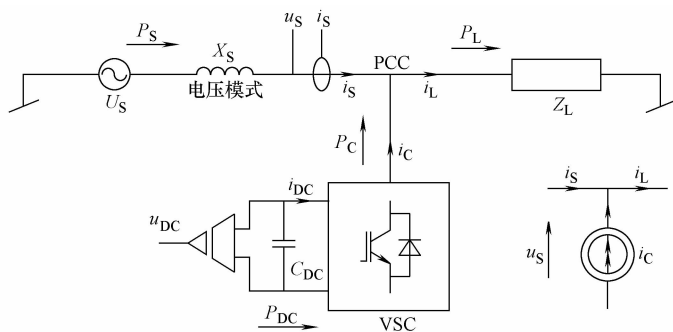 P_S
u_S
i_S
P_L
X_S
PCC
电压模式
i_S
i_L
U_S
Z_L
P_C
i_C
i_DC
i_S
i_L
u_DC
C_DC
u_S
i_C
P_DC
VSC